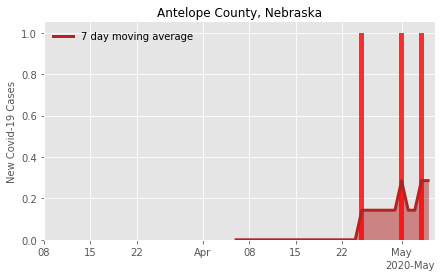 Antelope County, Nebraska
7 day moving average
New Covid-19 Cases
1.0
0.8
0.6
0.4
0.2
0.0
08 15 22 Apr 08 15 22 May
2020-May